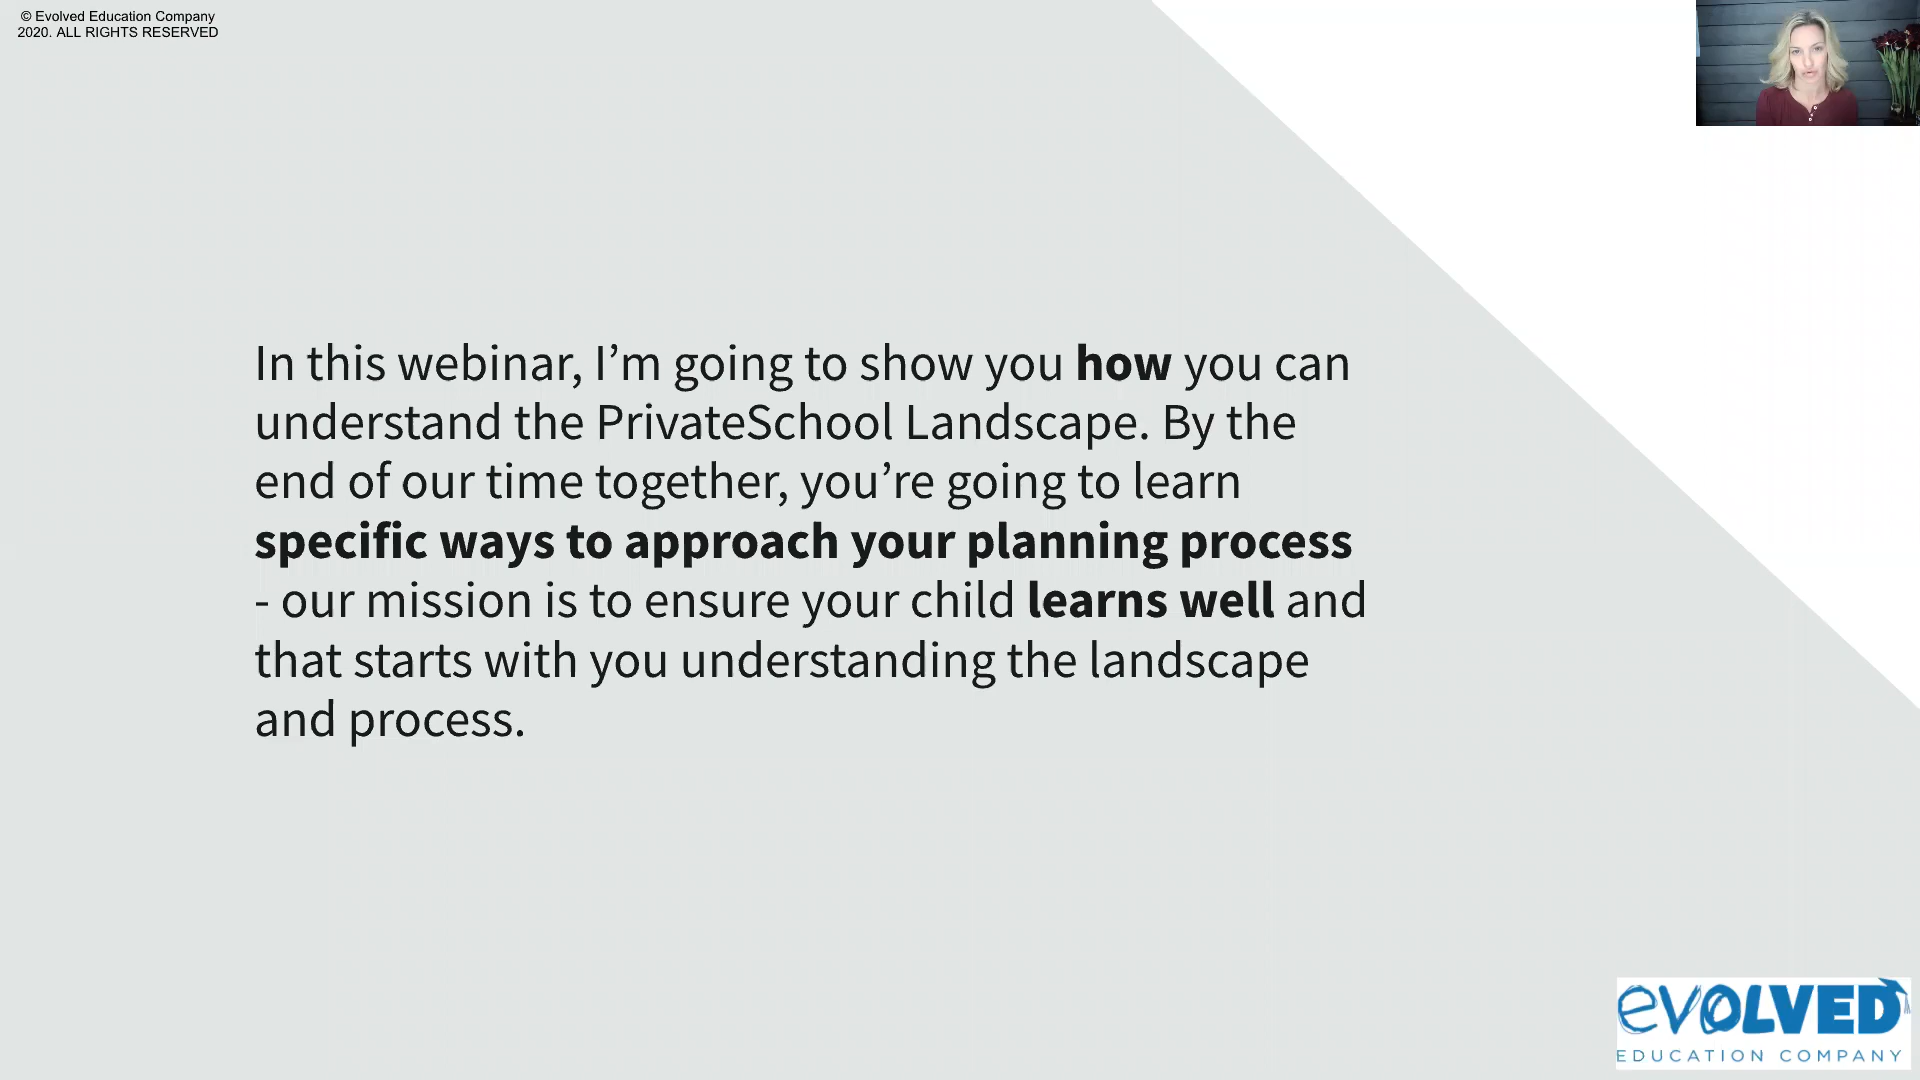 © Evolved Education Company
2020. ALL RIGHTS RESERVED
In this webinar, I’m going to show you how you can
understand the PrivateSchool Landscape. By the
end of our time together, you’re going to learn
specific ways to approach your planning process
- our mission is to ensure your child learns well and
that starts with you understanding the landscape
and process.
evOLVED
EDUCATION COMPANY